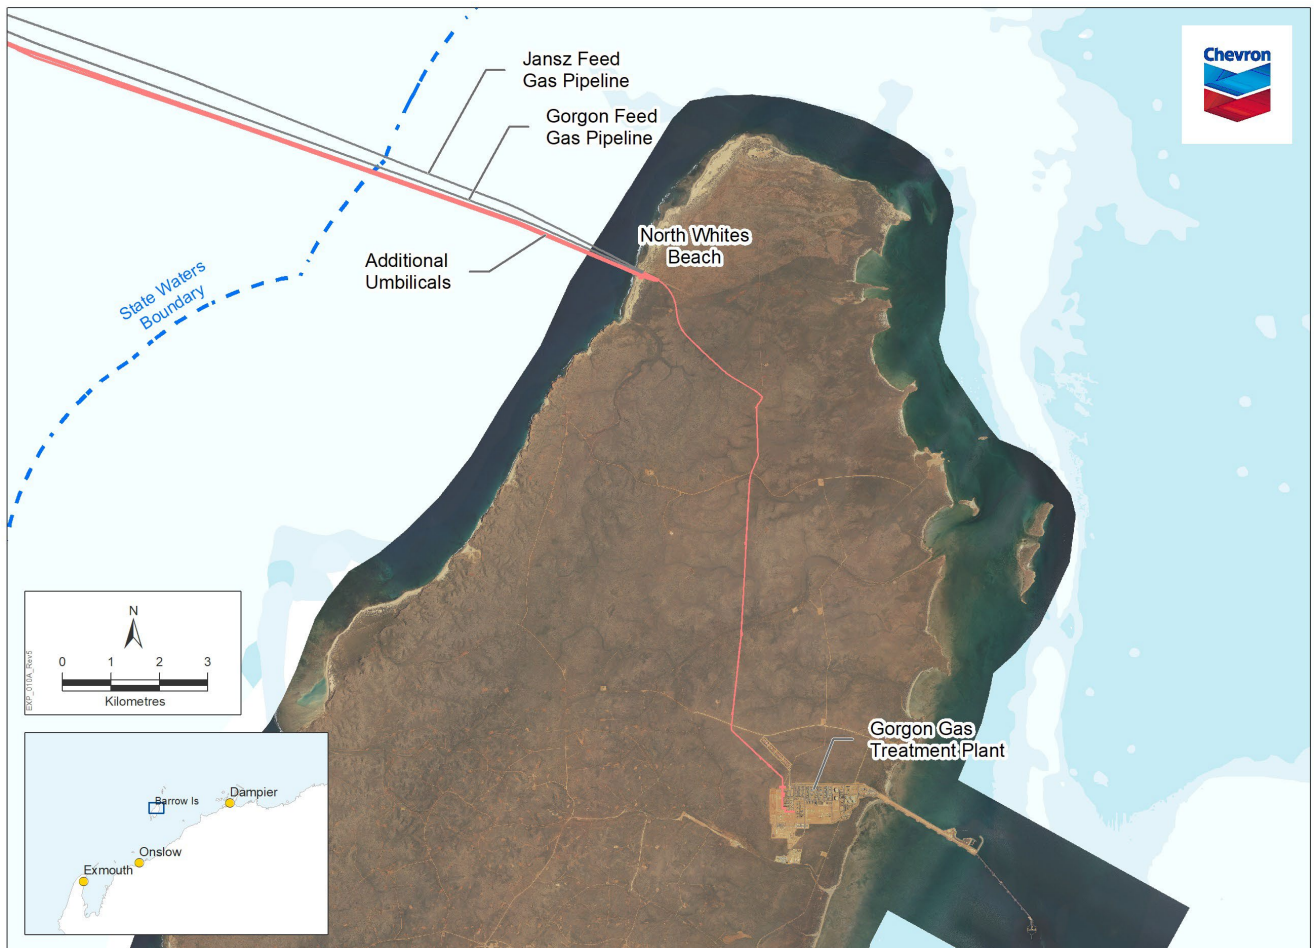 Chevron
Jansz Feed
Gas Pipeline
Gorgon Feed
Gas Pipeline
North Whites
Beach
Additional
Umbilicals
State Waters
Boundary
N
0 1 2 3
Kilometres
EXP_010A_Rev5
Gorgon Gas
Treatment Plant
Barrow Is
Dampier
Onslow
Exmouth